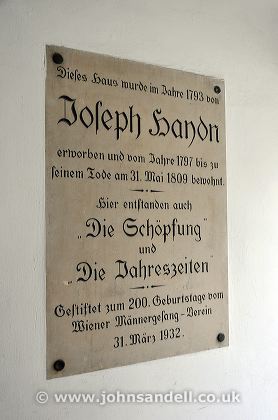 Dieses Haus wurde im Jahre 1793 von
Joseph Haydn
erworben und vom Jahre 1797 bis zu
seinem Tode am 31. Mai 1809 bewohnt.
Hier entstanden auch
„Die Schöpfung"
und
„Die Jahreszeiten"
Gestiftet zum 200. Geburtstage vom
Wiener Männergesang-Verein
31. März 1932.
© www.johnsandell.co.uk